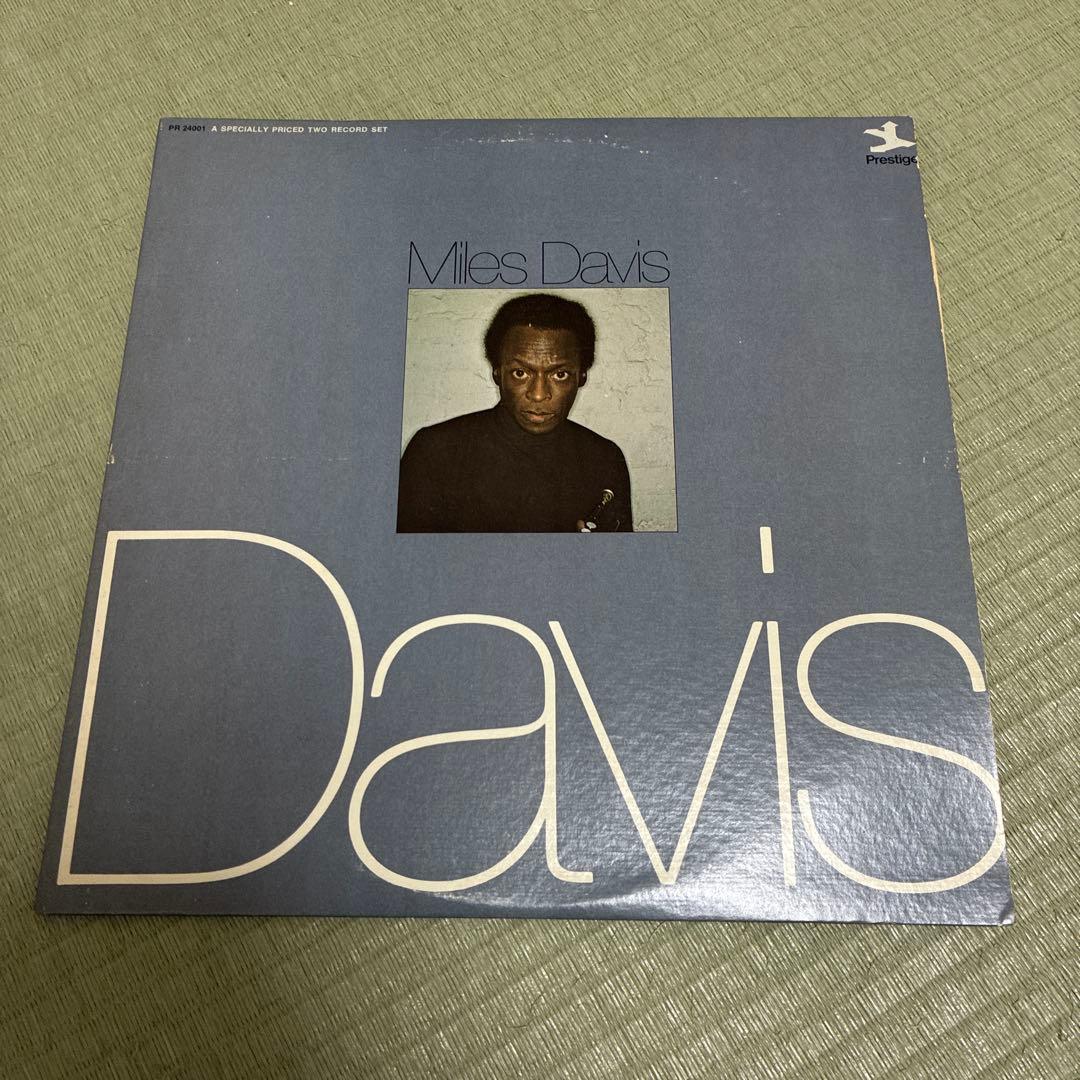 PR 24001 A SPECIALLY PRICED TWO RECORD SET
Prestige
Miles Davis
Davis